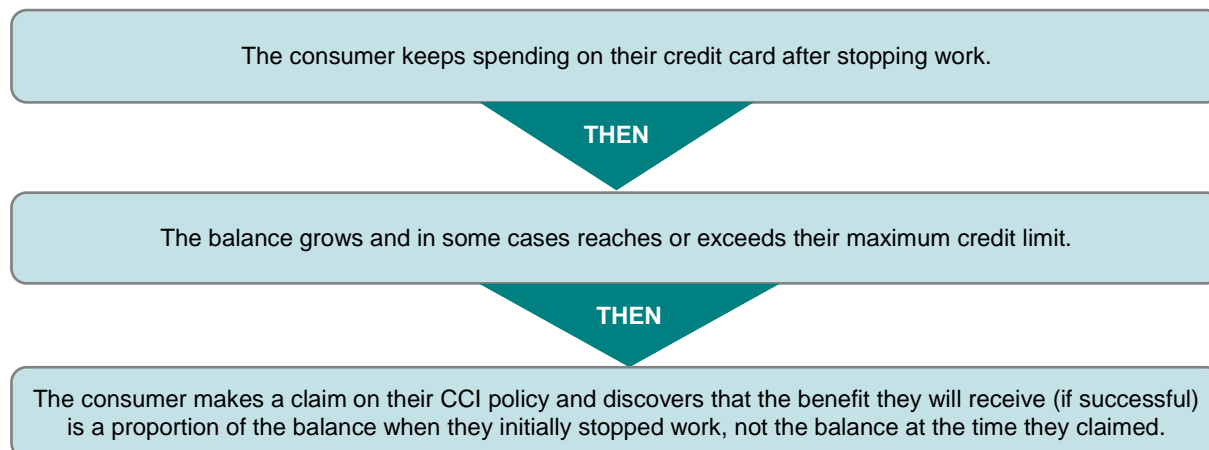 The consumer keeps spending on their credit card after stopping work.
THEN
The balance grows and in some cases reaches or exceeds their maximum credit limit.
THEN
The consumer makes a claim on their CCI policy and discovers that the benefit they will receive (if successful)
is a proportion of the balance when they initially stopped work, not the balance at the time they claimed.